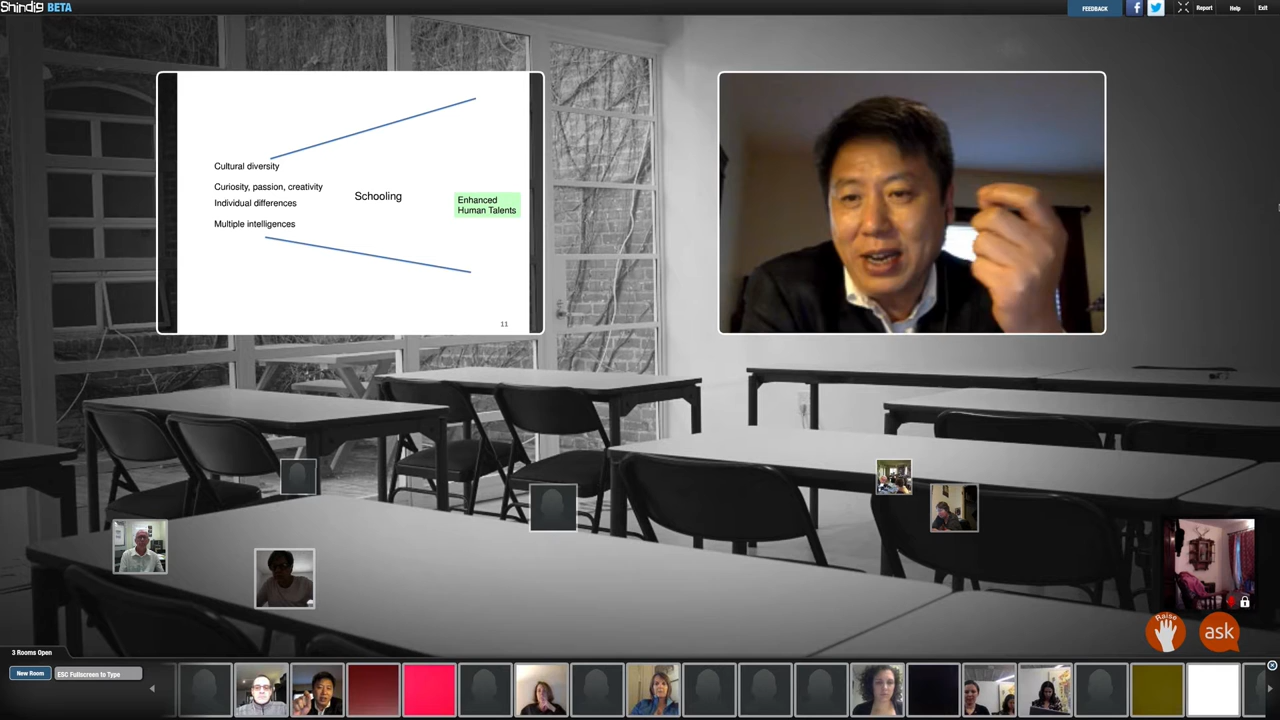 Shindig BETA
FEEDBACK
Report
Help
Exit
Cultural diversity
Curiosity, passion, creativity
Individual differences
Multiple intelligences
Schooling
Enhanced
Human Talents
11
Raise
ask
3 Rooms Open
New Room
ESC Fullscreen to Type